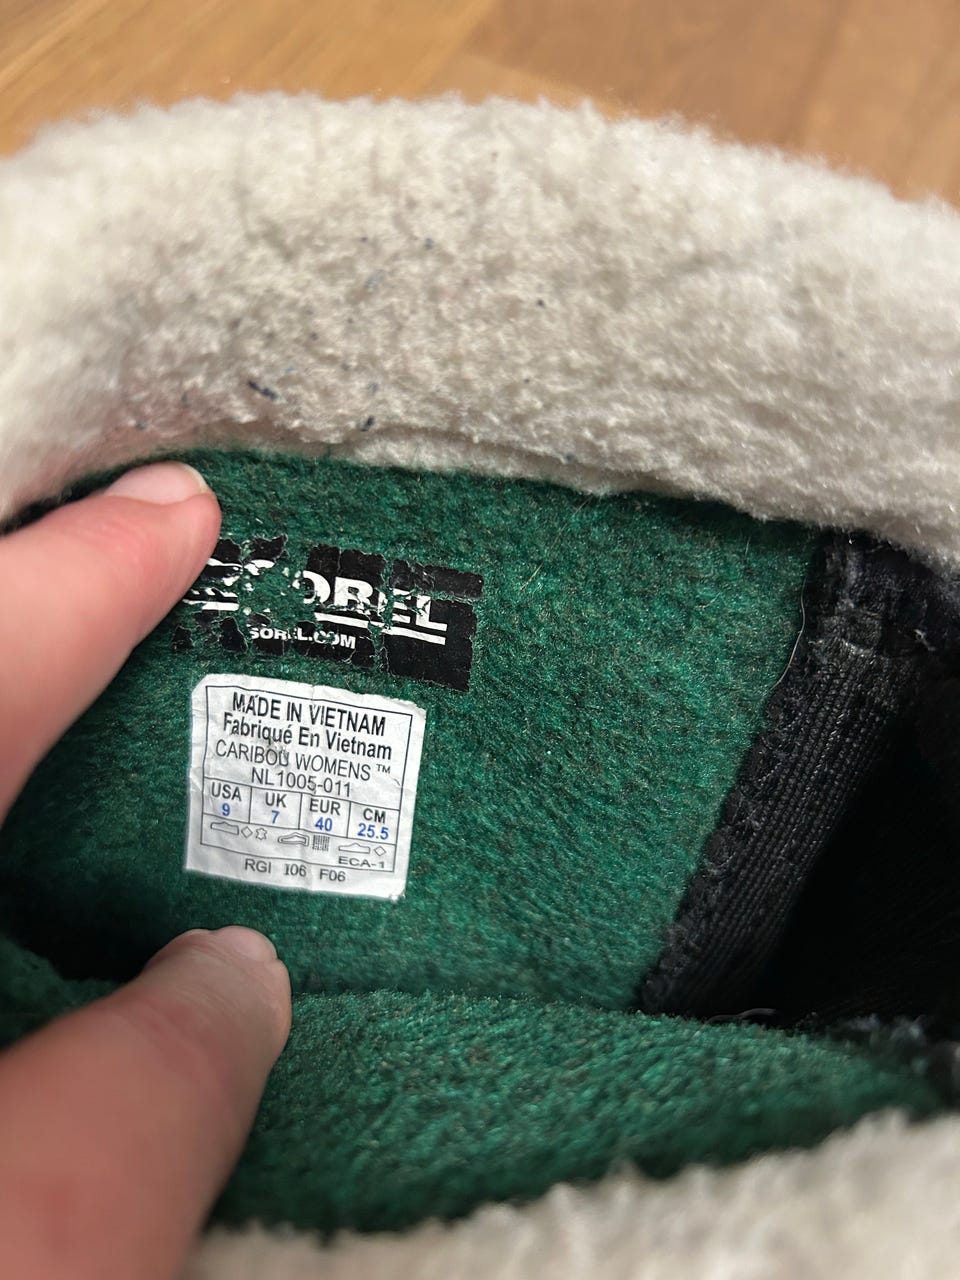 SOREL
SOREL.COM
MADE IN VIETNAM
Fabriqué En Vietnam
CARIBOU WOMENS ™
NL1005-011
USA UK EUR CM
9 7 40 25.5
ECA-1
RGI I06 F06